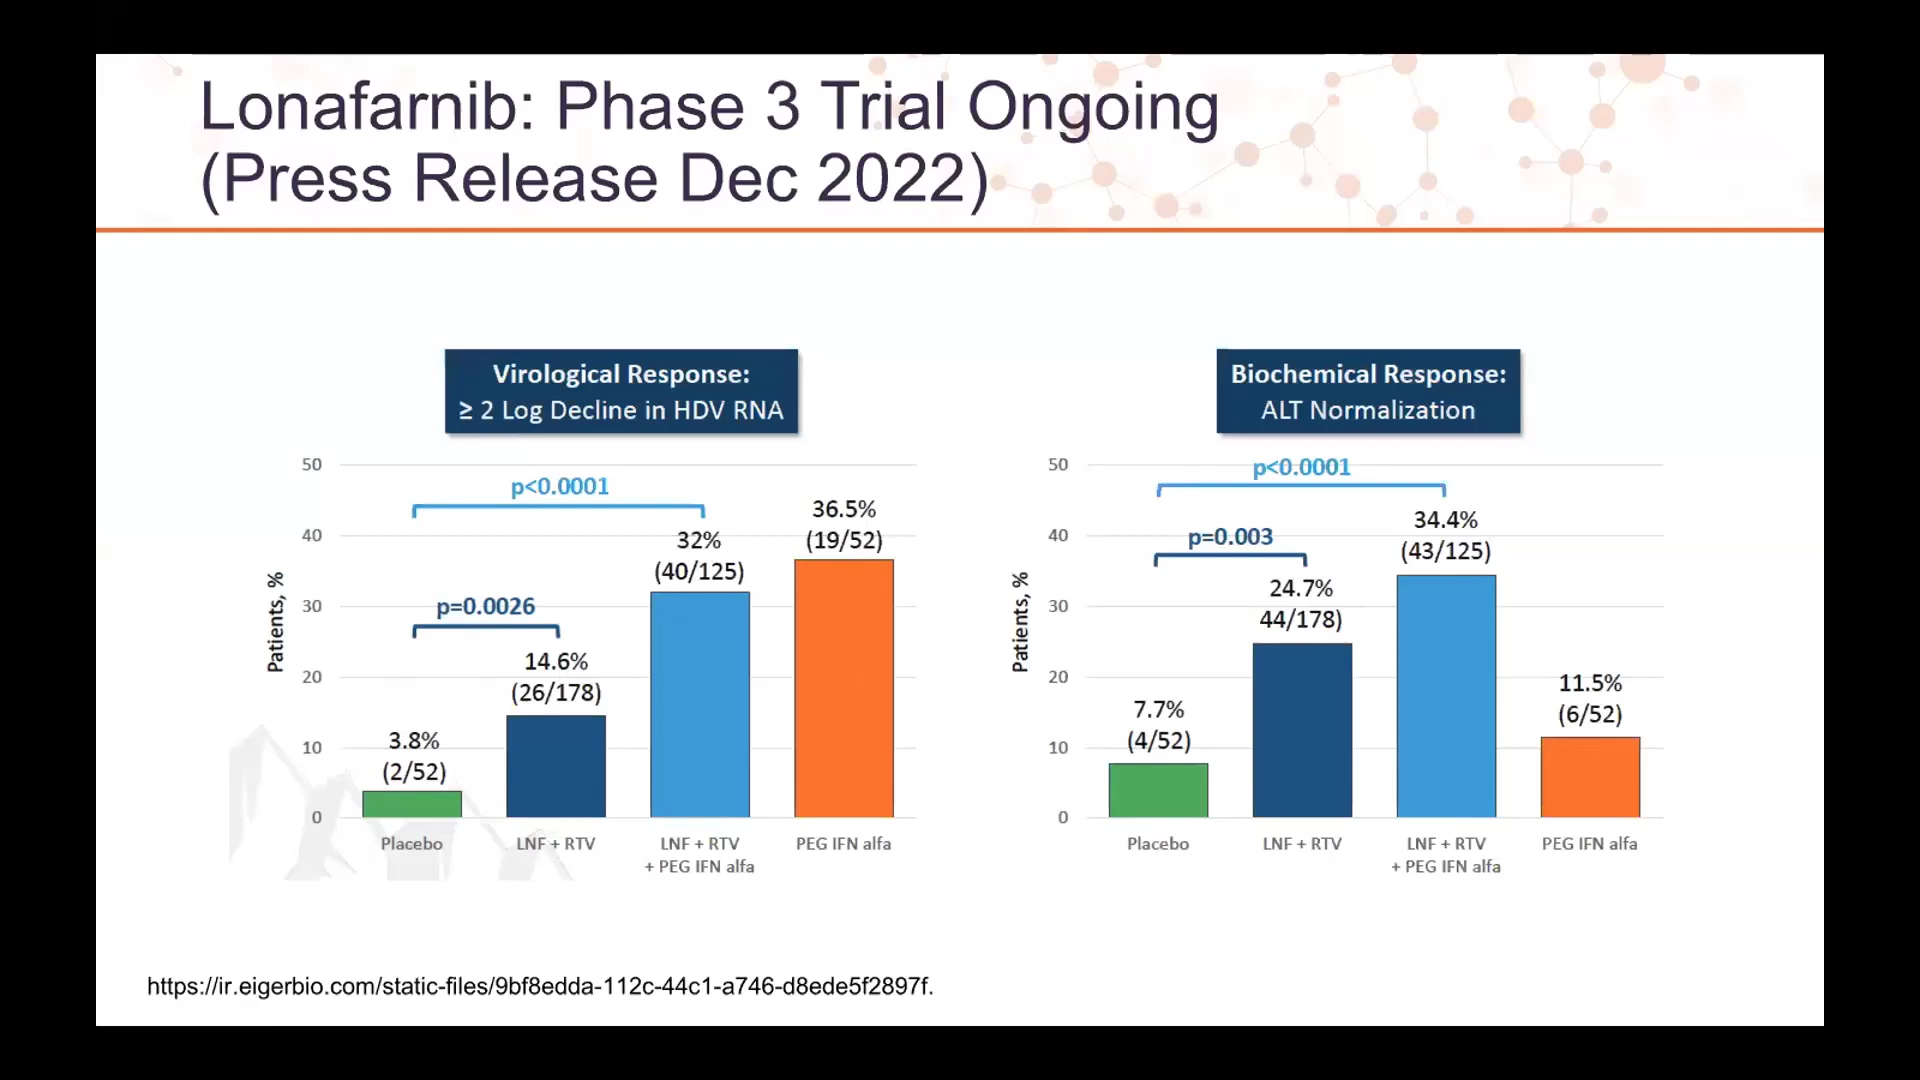 Lonafarnib: Phase 3 Trial Ongoing
(Press Release Dec 2022)
Virological Response:
≥ 2 Log Decline in HDV RNA
50
40
30
20
10
0
Patients, %
p<0.0001
p=0.0026
3.8%
(2/52)
14.6%
(26/178)
32%
(40/125)
36.5%
(19/52)
Placebo
LNF + RTV
LNF + RTV
+ PEG IFN alfa
PEG IFN alfa
Biochemical Response:
ALT Normalization
50
40
30
20
10
0
Patients, %
p<0.0001
p=0.003
7.7%
(4/52)
24.7%
44/178)
34.4%
(43/125)
11.5%
(6/52)
Placebo
LNF + RTV
LNF + RTV
+ PEG IFN alfa
PEG IFN alfa
https://ir.eigerbio.com/static-files/9bf8edda-112c-44c1-a746-d8ede5f2897f.